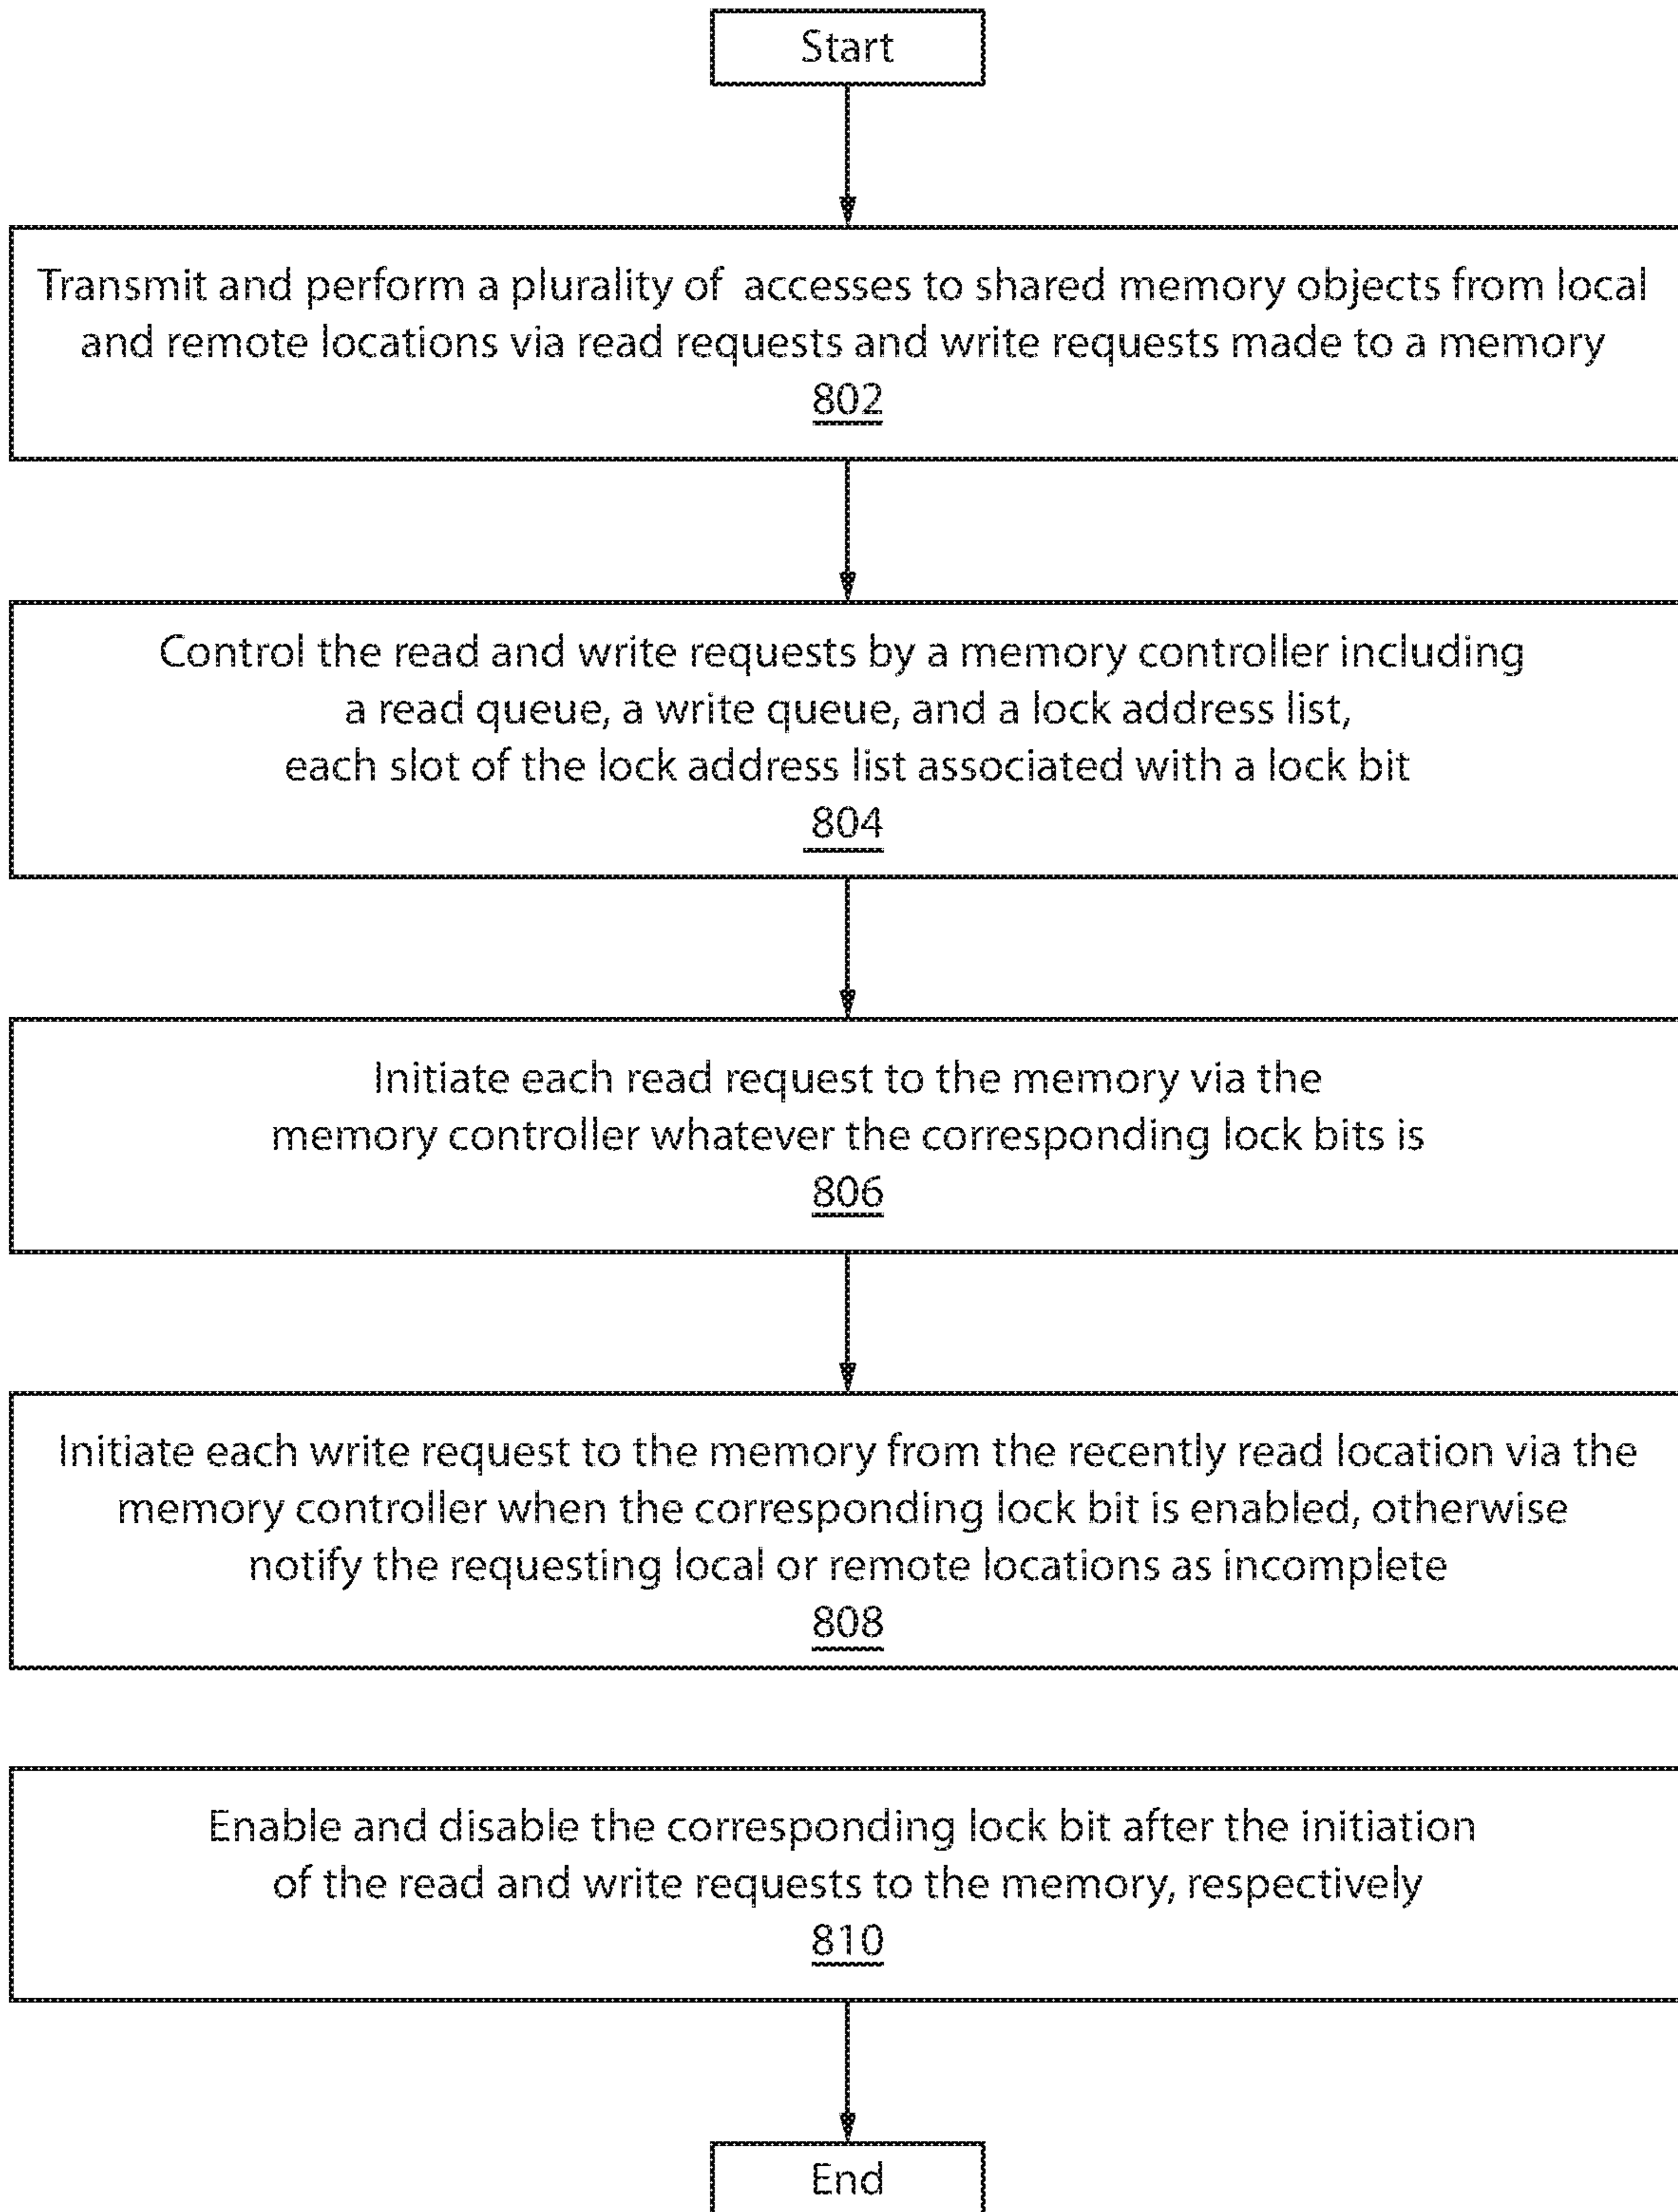 Start
Transmit and perform a plurality of accesses to shared memory objects from local
and remote locations via read requests and write requests made to a memory
802
Control the read and write requests by a memory controller including
a read queue, a write queue, and a lock address list,
each slot of the lock address list associated with a lock bit
804
Initiate each read request to the memory via the
memory controller whatever the corresponding lock bits is
806
Initiate each write request to the memory from the recently read location via the
memory controller when the corresponding lock bit is enabled, otherwise
notify the requesting local or remote locations as incomplete
808
Enable and disable the corresponding lock bit after the initiation
of the read and write requests to the memory, respectively
810
End